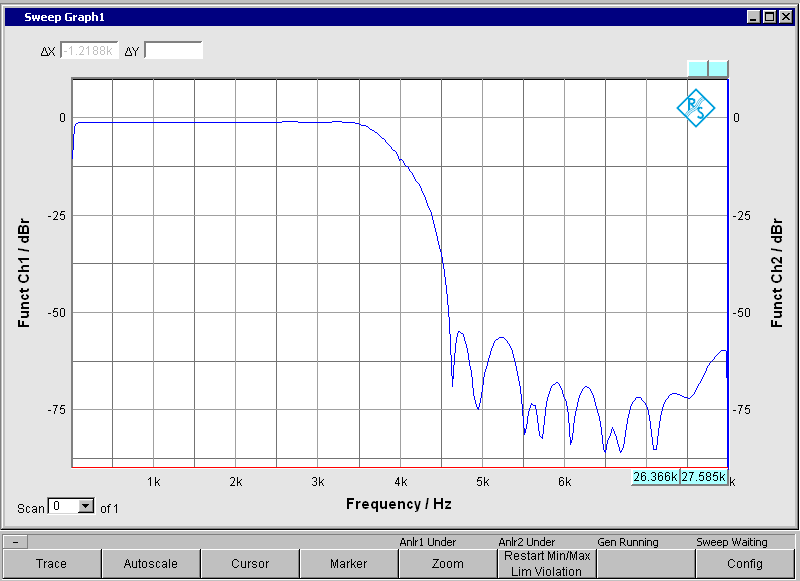 Sweep Graph1
ΔX -1.2188k ΔY
R S
0 0
-25 -25
-50 -50
-75 -75
Funct Ch1 / dBr
Funct Ch2 / dBr
26.366k 27.585k
1k 2k 3k 4k 5k 6k k
Frequency / Hz
Scan 0 of 1
- Anlr1 Under Anlr2 Under Gen Running Sweep Waiting
Trace Autoscale Cursor Marker Zoom Restart Min/Max Config
Lim Violation